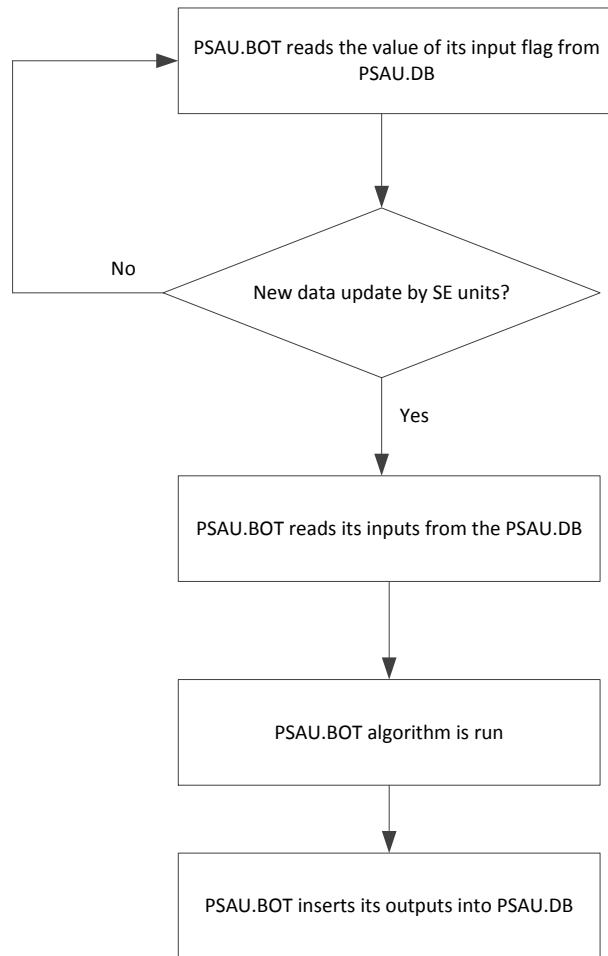 PSAU.BOT reads the value of its input flag from
PSAU.DB
New data update by SE units?
No
Yes
PSAU.BOT reads its inputs from the PSAU.DB
PSAU.BOT algorithm is run
PSAU.BOT inserts its outputs into PSAU.DB